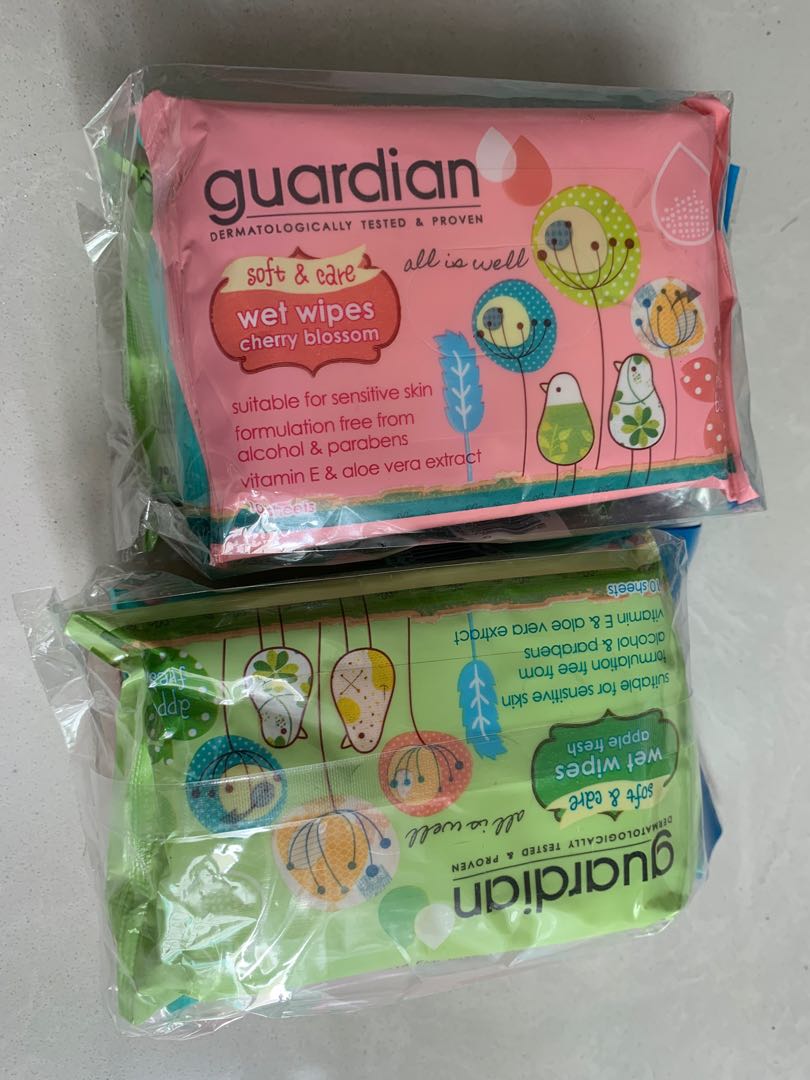 guardian
DERMATOLOGICALLY TESTED & PROVEN
all is well
soft & care
wet wipes
cherry blossom
suitable for sensitive skin
formulation free from
alcohol & parabens
vitamin E & aloe vera extract
sheets
guardian
DERMATOLOGICALLY TESTED & PROVEN
all is well
soft & care
wet wipes
apple fresh
suitable for sensitive skin
formulation free from
alcohol & parabens
vitamin E & aloe vera extract
10 sheets